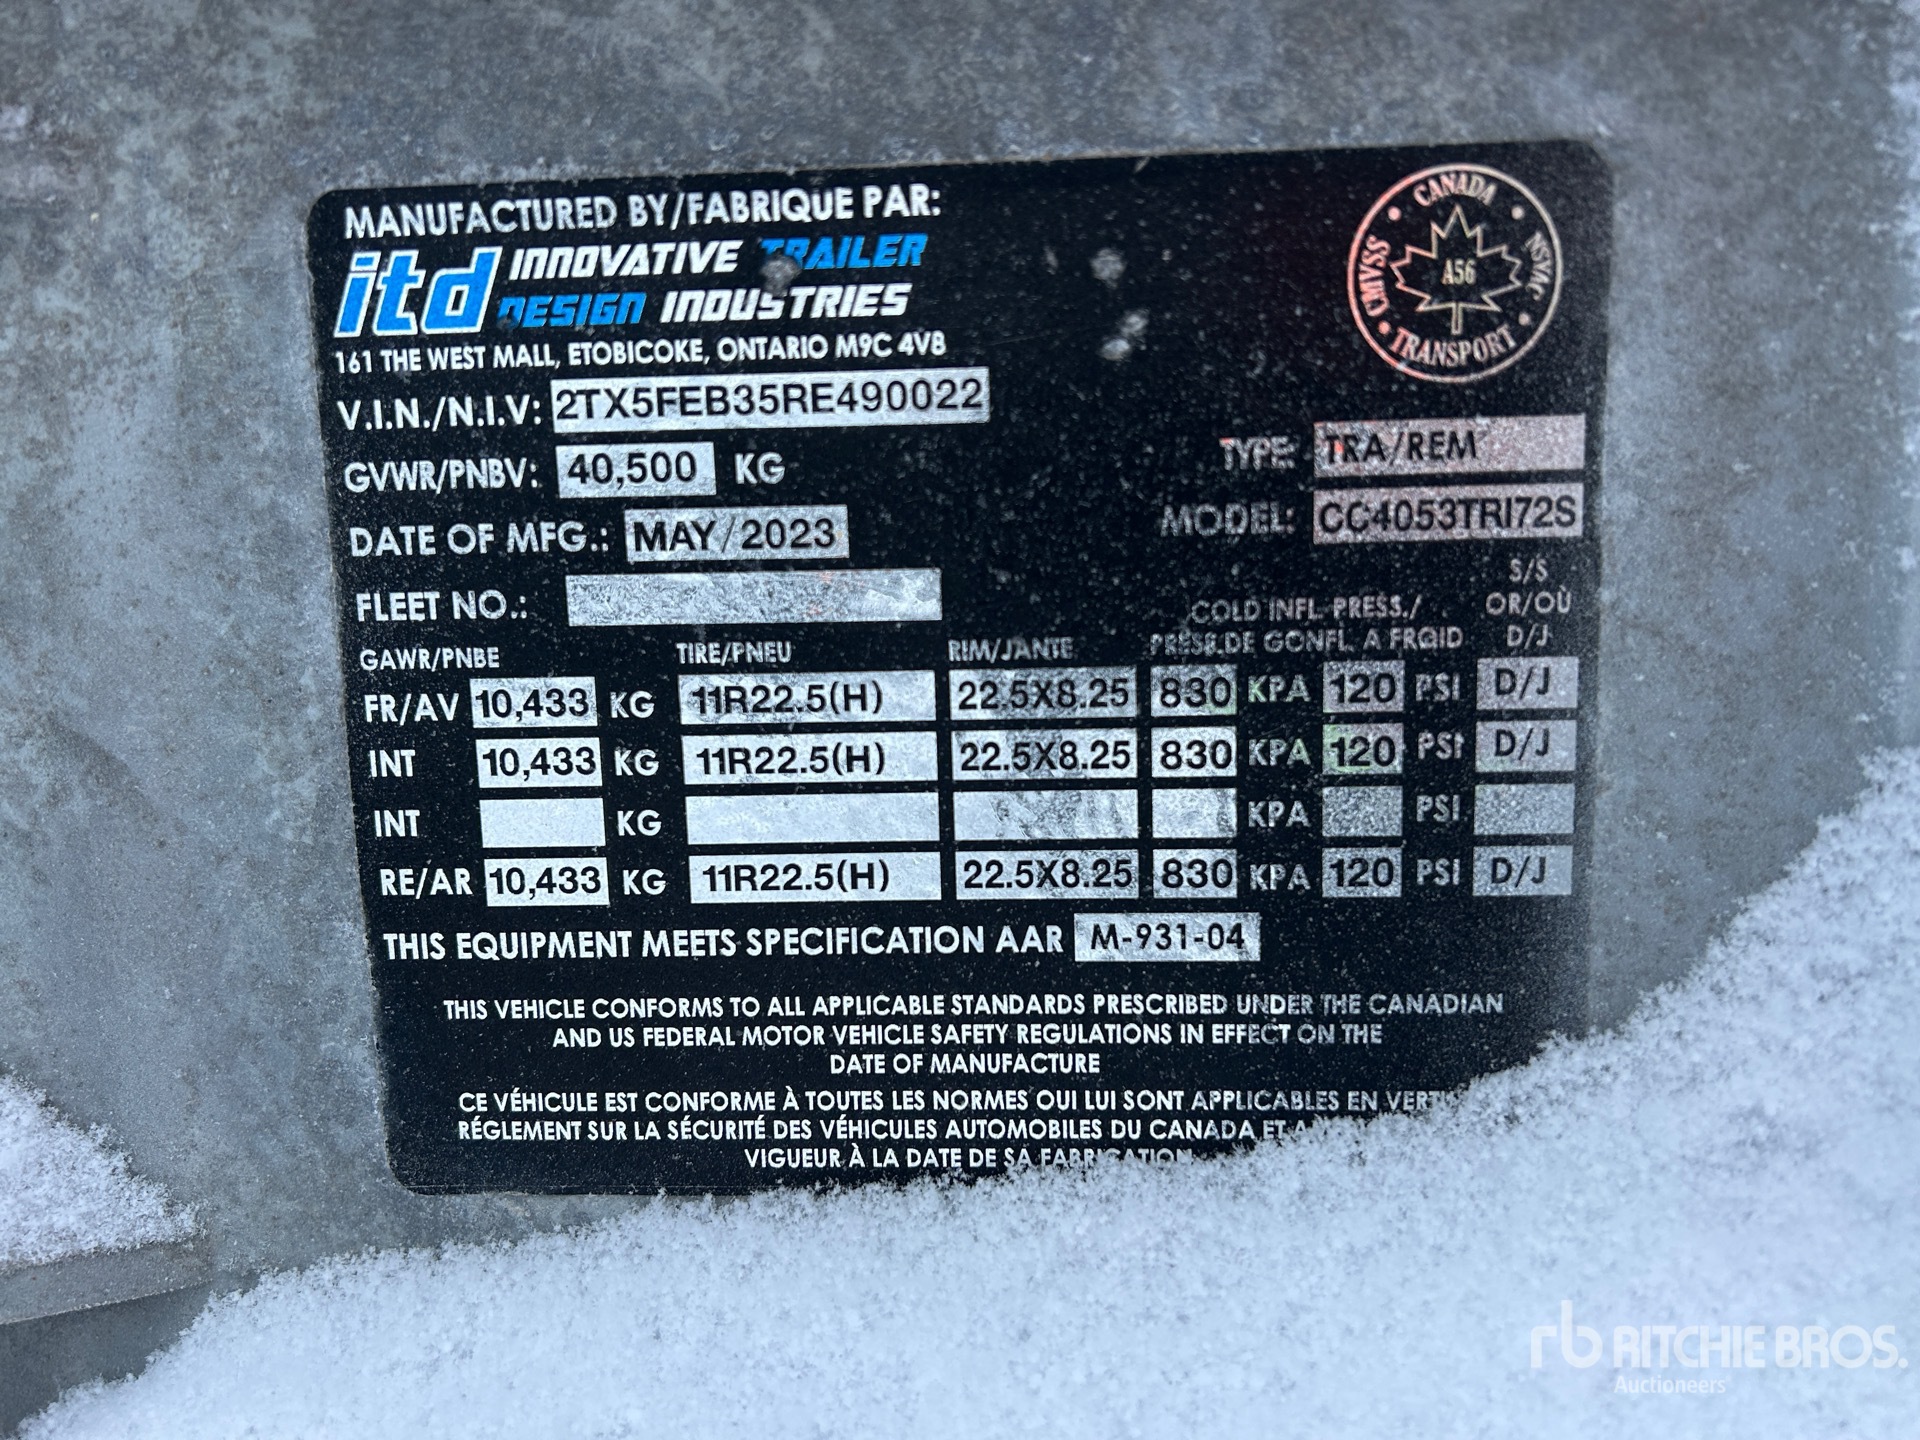 MANUFACTURED BY/FABRIQUE PAR:
itd INNOVATIVE TRAILER
DESIGN INDUSTRIES
161 THE WEST MALL, ETOBICOKE, ONTARIO M9C 4V8
CANADA
CMVSS
NSVAC
A56
TRANSPORT
V.I.N./N.I.V: 2TX5FEB35RE490022
GVWR/PNBV: 40,500 KG
TYPE: TRA/REM
DATE OF MFG.: MAY/2023
MODEL: CC4053TRI72S
FLEET NO.:
COLD INFL. PRESS./
PRESS.DE GONFL. A FROID
S/S
OR/OÙ
D/J
GAWR/PNBE TIRE/PNEU RIM/JANTE
FR/AV 10,433 KG 11R22.5(H) 22.5X8.25 830 KPA 120 PSI D/J
INT 10,433 KG 11R22.5(H) 22.5X8.25 830 KPA 120 PSI D/J
INT KG KPA PSI
RE/AR 10,433 KG 11R22.5(H) 22.5X8.25 830 KPA 120 PSI D/J
THIS EQUIPMENT MEETS SPECIFICATION AAR M-931-04
THIS VEHICLE CONFORMS TO ALL APPLICABLE STANDARDS PRESCRIBED UNDER THE CANADIAN
AND US FEDERAL MOTOR VEHICLE SAFETY REGULATIONS IN EFFECT ON THE
DATE OF MANUFACTURE
CE VÉHICULE EST CONFORME À TOUTES LES NORMES QUI LUI SONT APPLICABLES EN
RÉGLEMENT SUR LA SÉCURITÉ DES VÉHICULES AUTOMOBILES DU CANADA ET
VIGUEUR À LA DATE DE SA FABRICATION
rb RITCHIE BROS.
Auctioneers